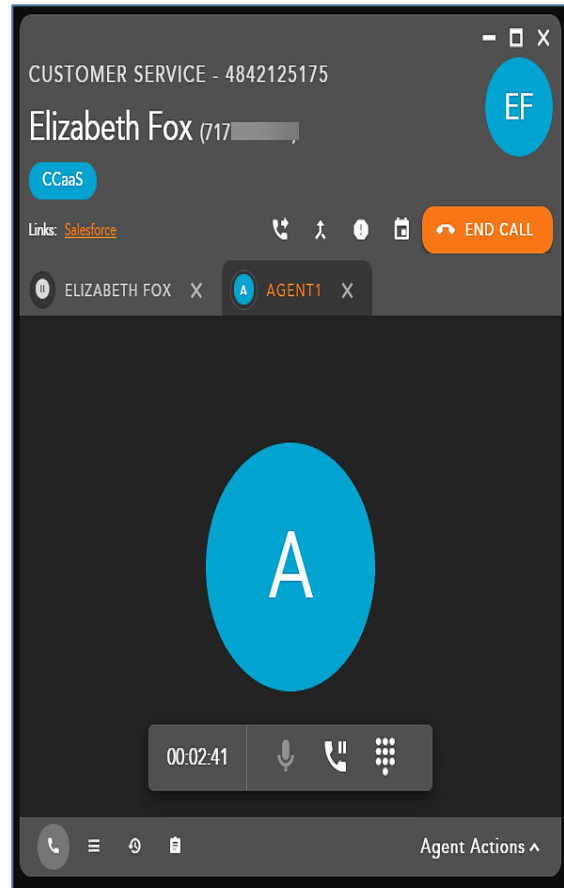 CUSTOMER SERVICE - 4842125175
EF
Elizabeth Fox (717
CCaaS
Links: Salesforce
END CALL
ELIZABETH FOX X A AGENT1 X
A
00:02:41
Agent Actions